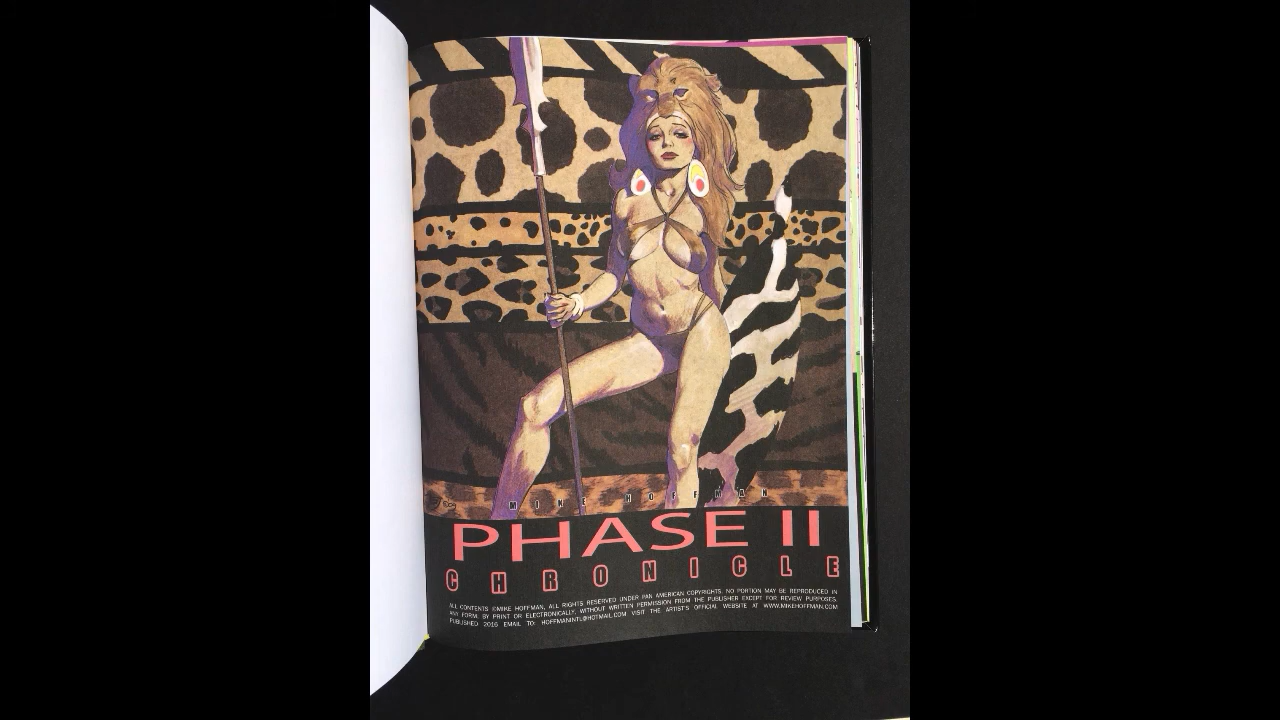 MIKE HOFFMAN
PHASE II
CHRONICLE
ALL CONTENTS ©MIKE HOFFMAN, ALL RIGHTS RESERVED UNDER PAN AMERICAN COPYRIGHTS. NO PORTION MAY BE REPRODUCED IN
ANY FORM, BY PRINT OR ELECTRONICALLY, WITHOUT WRITTEN PERMISSION FROM THE PUBLISHER EXCEPT FOR REVIEW PURPOSES.
PUBLISHED 2016 EMAIL TO: HOFFMANINTL@HOTMAIL.COM VISIT THE ARTIST'S OFFICIAL WEBSITE AT WWW.MIKEHOFFMAN.COM